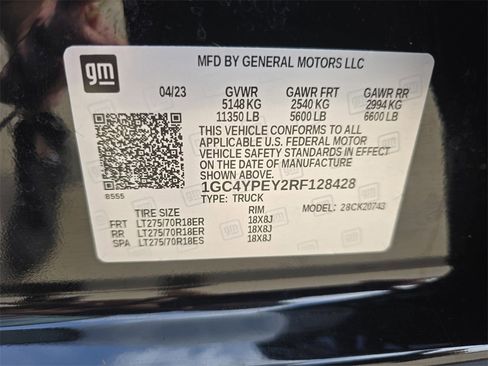 gm
MFD BY GENERAL MOTORS LLC
04/23 GVWR GAWR FRT GAWR RR
5148 KG 2540 KG 2994 KG
11350 LB 5600 LB 6600 LB
THIS VEHICLE CONFORMS TO ALL
APPLICABLE U.S. FEDERAL MOTOR
VEHICLE SAFETY STANDARDS IN EFFECT
ON THE DATE OF MANUFACTURE
SHOWN ABOVE.
1GC4YPEY2RF128428
8555
TYPE: TRUCK
MODEL: 28CK20743
TIRE SIZE RIM
FRT LT275/70R18ER 18X8J
RR LT275/70R18ER 18X8J
SPA LT275/70R18ES 18X8J